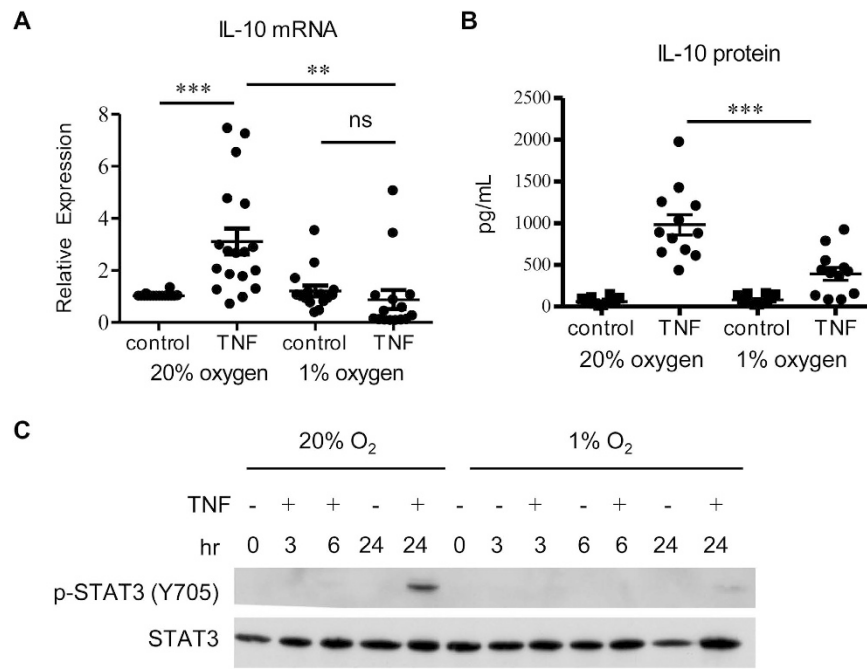 A
IL-10 mRNA
***
**
ns
8
6
4
2
0
Relative Expression
control TNF control TNF
20% oxygen 1% oxygen
B
IL-10 protein
***
2500
2000
1500
1000
500
0
pg/mL
control TNF control TNF
20% oxygen 1% oxygen
C
20% O₂ 1% O₂
TNF - + + - + - - + - + - +
hr 0 3 6 24 24 0 3 3 6 6 24 24
p-STAT3 (Y705)
STAT3